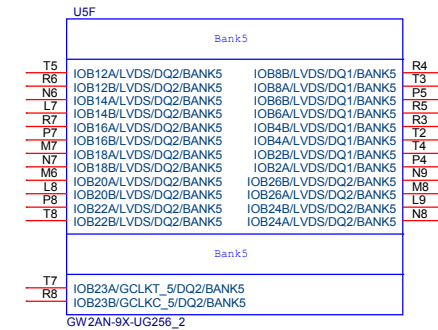 U5F
Bank5
T5 IOB12A/LVDS/DQ2/BANK5 IOB8B/LVDS/DQ1/BANK5 R4
R6 IOB12B/LVDS/DQ2/BANK5 IOB8A/LVDS/DQ1/BANK5 T3
N6 IOB14A/LVDS/DQ2/BANK5 IOB6B/LVDS/DQ1/BANK5 P5
L7 IOB14B/LVDS/DQ2/BANK5 IOB6A/LVDS/DQ1/BANK5 R5
R7 IOB16A/LVDS/DQ2/BANK5 IOB4B/LVDS/DQ1/BANK5 R3
P7 IOB16B/LVDS/DQ2/BANK5 IOB4A/LVDS/DQ1/BANK5 T2
M7 IOB18A/LVDS/DQ2/BANK5 IOB2B/LVDS/DQ1/BANK5 T4
N7 IOB18B/LVDS/DQ2/BANK5 IOB2A/LVDS/DQ1/BANK5 P4
M6 IOB20A/LVDS/DQ2/BANK5 IOB26B/LVDS/DQ2/BANK5 N9
L8 IOB20B/LVDS/DQ2/BANK5 IOB26A/LVDS/DQ2/BANK5 M8
P8 IOB22A/LVDS/DQ2/BANK5 IOB24B/LVDS/DQ2/BANK5 L9
T8 IOB22B/LVDS/DQ2/BANK5 IOB24A/LVDS/DQ2/BANK5 N8
Bank5
T7 IOB23A/GCLKT_5/DQ2/BANK5
R8 IOB23B/GCLKC_5/DQ2/BANK5
GW2AN-9X-UG256_2